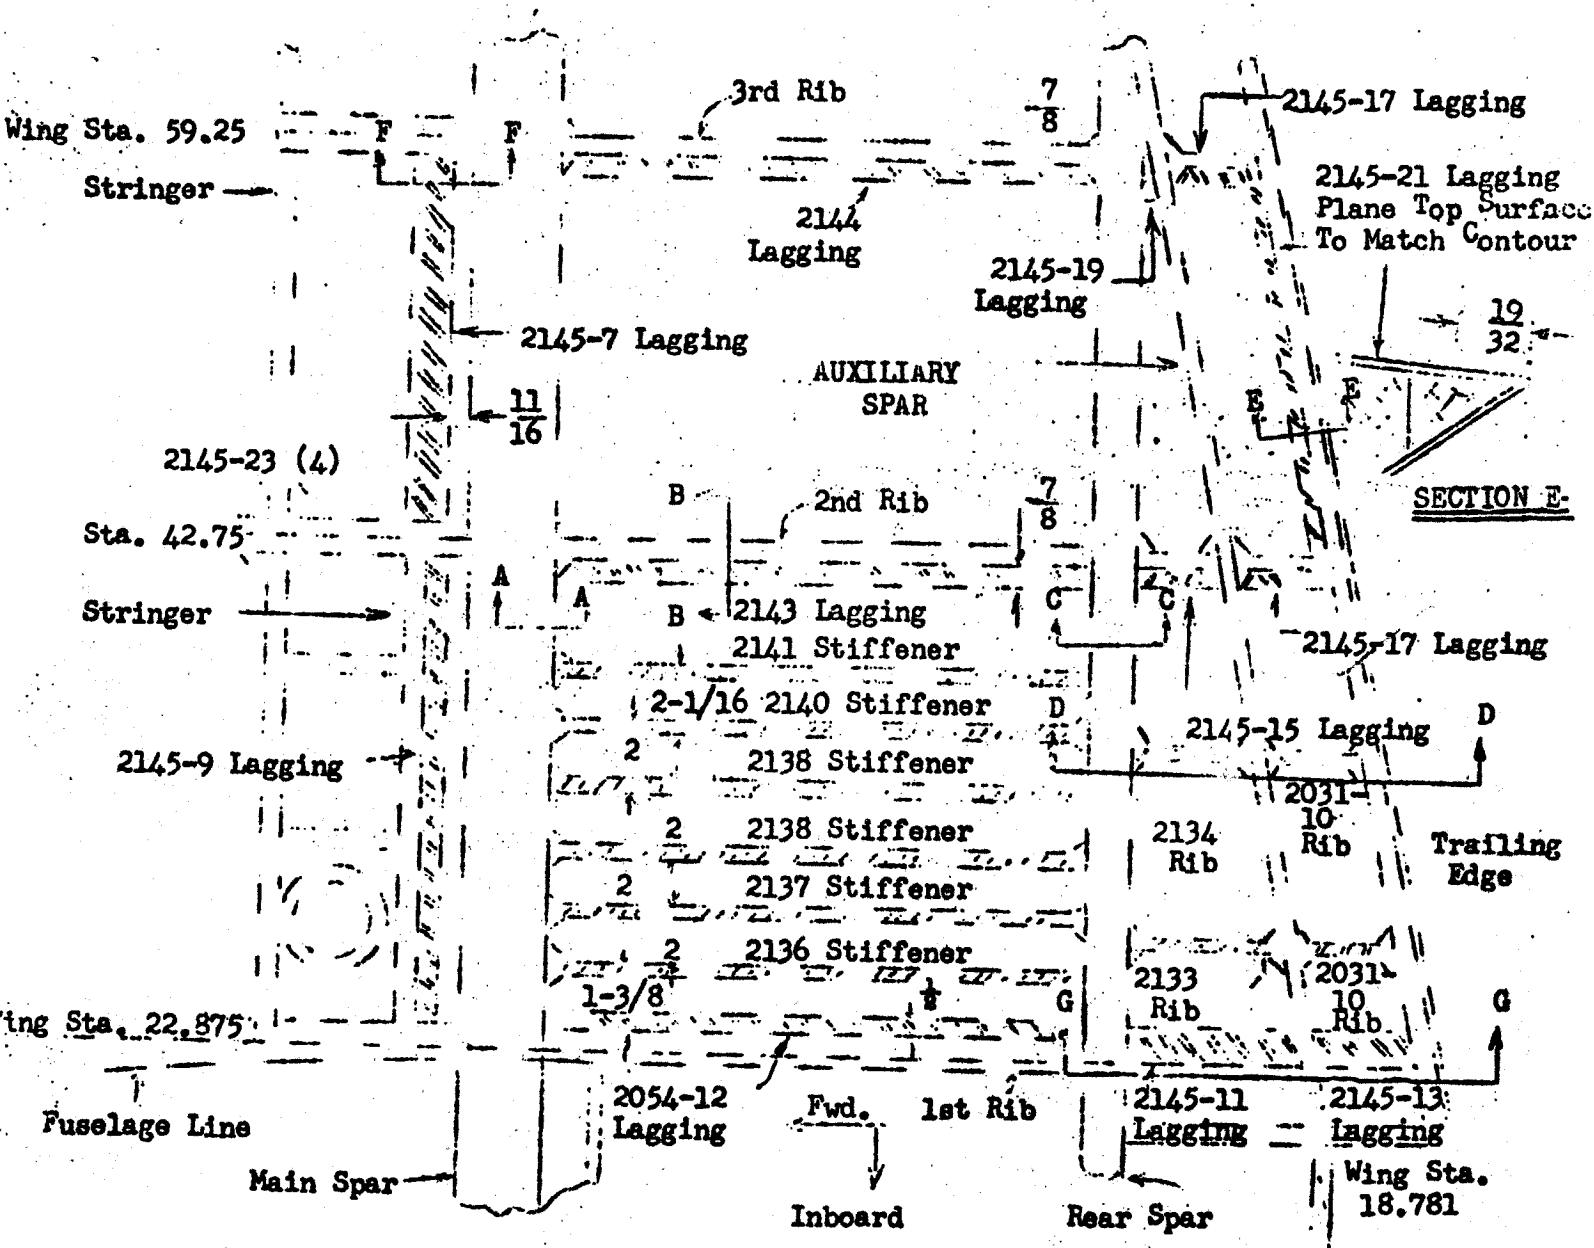 3rd Rib
7
8
2145-17 Lagging
Wing Sta. 59.25
F
F
Stringer
2144
Lagging
2145-21 Lagging
Plane Top Surface
To Match Contour
2145-19
Lagging
19
32
2145-7 Lagging
AUXILIARY
SPAR
11
16
E
E
2145-23 (4)
SECTION E-
B
2nd Rib
7
8
Sta. 42.75
A
A
Stringer
B
2143 Lagging
C
C
2141 Stiffener
2145-17 Lagging
2-1/16
2140 Stiffener
D
D
2145-15 Lagging
2145-9 Lagging
2
2138 Stiffener
2031-
10
Rib
2
2138 Stiffener
2134
Rib
Trailing
Edge
2
2137 Stiffener
2
2136 Stiffener
1-3/8
1
2
2133
Rib
2031-
10
Rib
G
G
ing Sta. 22.875
Fuselage Line
2054-12
Lagging
Fwd.
1st Rib
2145-11
Lagging
2145-13
Lagging
Main Spar
Inboard
Rear Spar
Wing Sta.
18.781